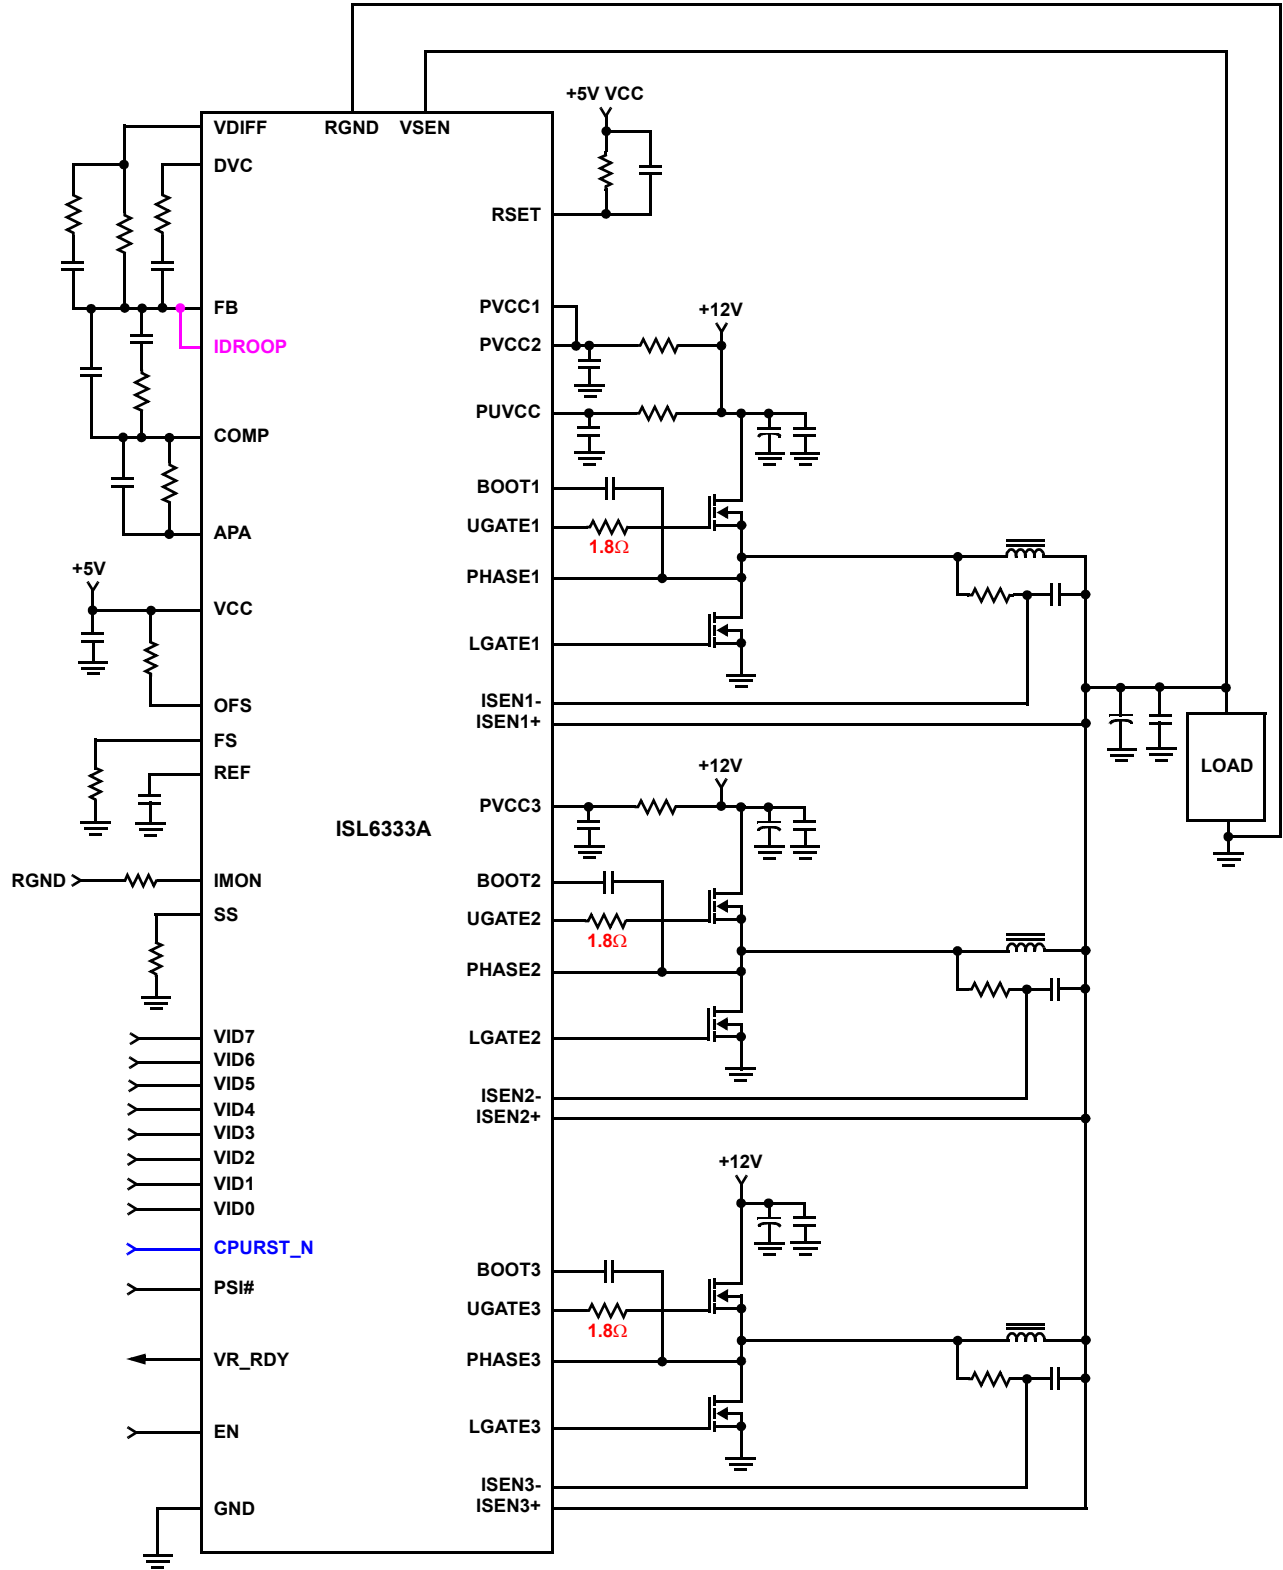 +5V VCC
VDIFF
RGND
VSEN
DVC
RSET
FB
IDROOP
PVCC1
+12V
PVCC2
PUVCC
COMP
BOOT1
UGATE1
1.8Ω
APA
+5V
PHASE1
VCC
LGATE1
OFS
ISEN1-
ISEN1+
FS
REF
+12V
LOAD
PVCC3
ISL6333A
RGND
IMON
BOOT2
SS
UGATE2
1.8Ω
PHASE2
VID7
LGATE2
VID6
VID5
ISEN2-
VID4
ISEN2+
VID3
VID2
+12V
VID1
VID0
CPURST_N
BOOT3
PSI#
UGATE3
1.8Ω
VR_RDY
PHASE3
EN
LGATE3
ISEN3-
ISEN3+
GND